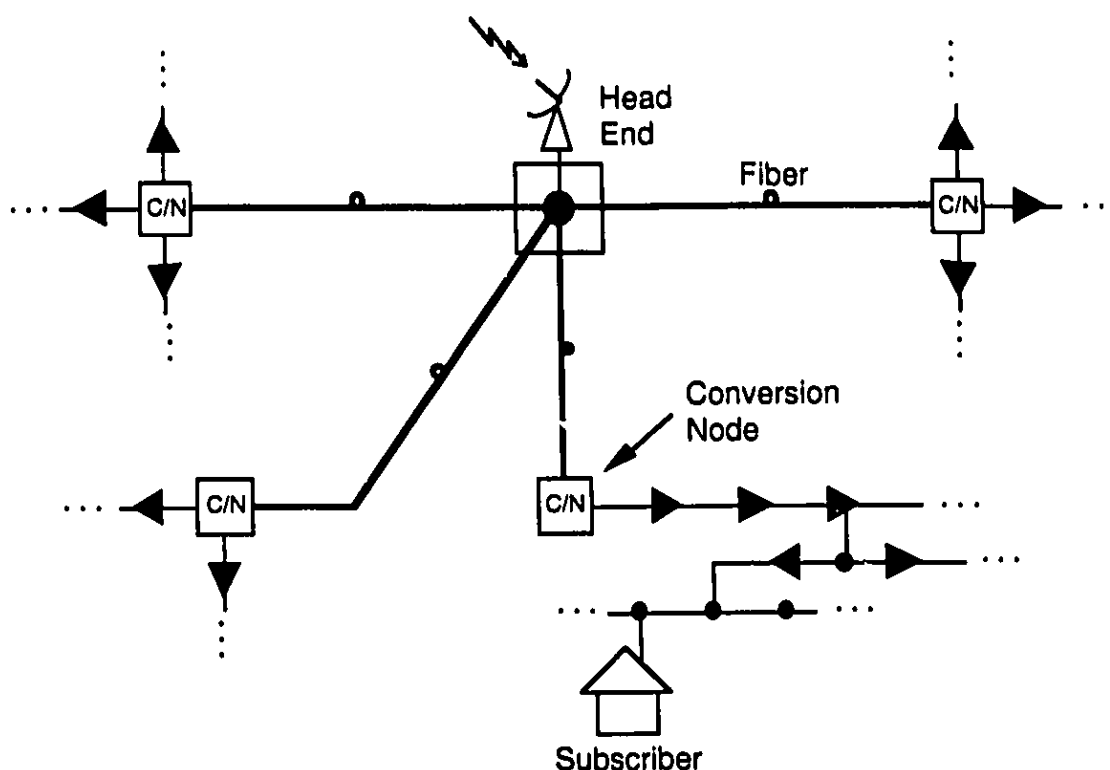 Head
End
Fiber
C/N
C/N
Conversion
Node
C/N
C/N
Subscriber